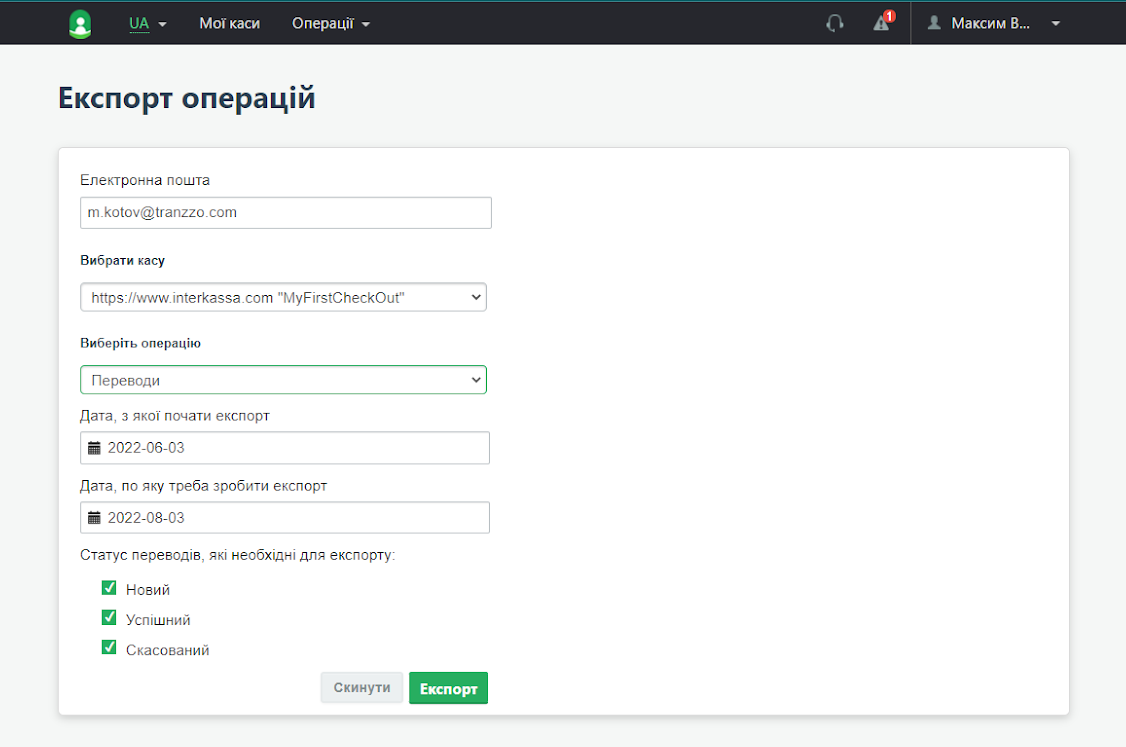 UA Мої каси Операції 1 Максим В...
Експорт операцій
Електронна пошта
m.kotov@tranzzo.com
Вибрати касу
https://www.interkassa.com "MyFirstCheckOut"
Виберіть операцію
Переводи
Дата, з якої почати експорт
2022-06-03
Дата, по яку треба зробити експорт
2022-08-03
Статус переводів, які необхідні для експорту:
Новий
Успішний
Скасований
Скинути Експорт